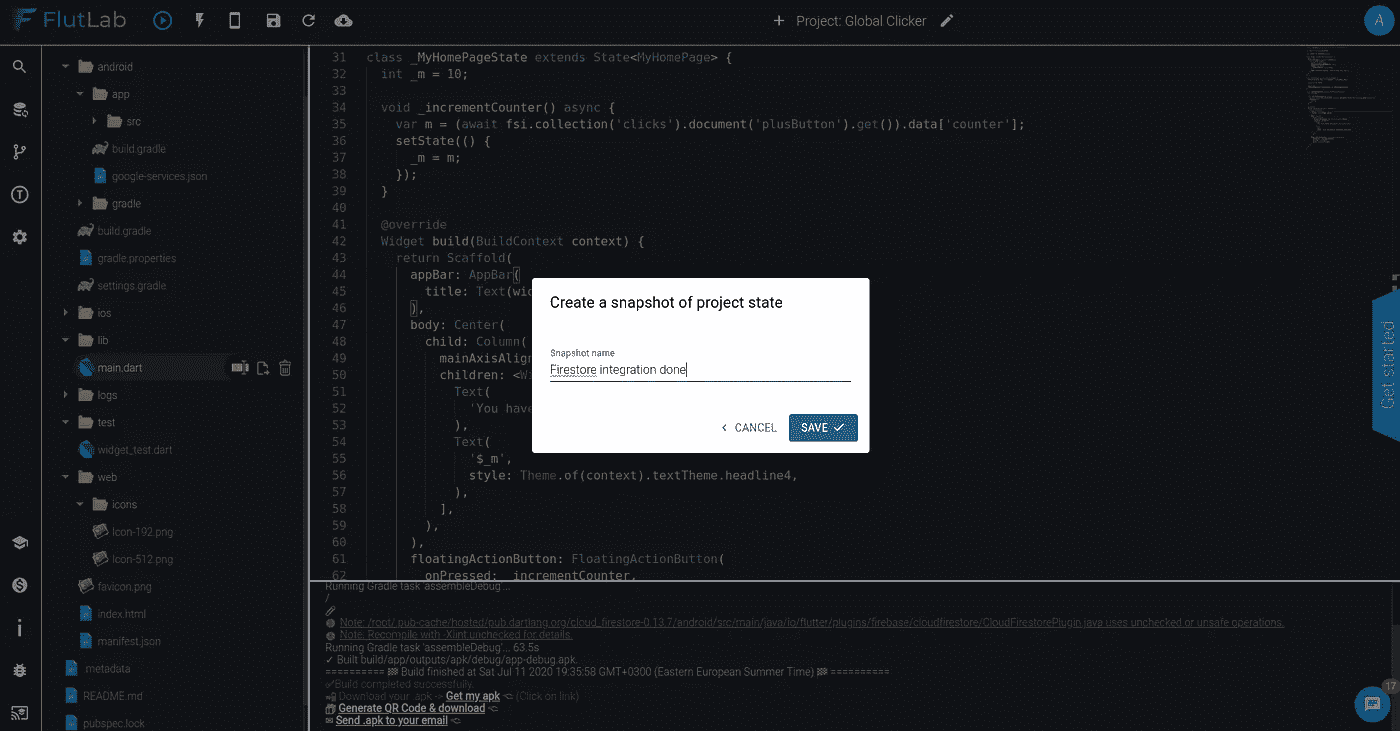 FlutLab
+ Project: Global Clicker
A
android
app
src
build.gradle
google-services.json
gradle
build.gradle
gradle.properties
settings.gradle
ios
lib
main.dart
logs
test
widget_test.dart
web
icons
Icon-192.png
Icon-512.png
favicon.png
index.html
manifest.json
metadata
README.md
pubspec.lock
31 class _MyHomePageState extends State<MyHomePage> {
32 int _m = 10;
33
34 void _incrementCounter() async {
35 var m = (await fsi.collection('clicks').document('plusButton').get()).data['counter'];
36 setState(() {
37 _m = m;
38 });
39 }
40
41 @override
42 Widget build(BuildContext context) {
43 return Scaffold(
44 appBar: AppBar(
45 title: Text(wid
46 ),
47 body: Center(
48 child: Column(
49 mainAxisAlign
50 children: <Wi
51 Text(
52 'You have
53 ),
54 Text(
55 '$_m',
56 style: Theme.of(context).textTheme.headline4,
57 ),
58 ],
59 ),
60 ),
61 floatingActionButton: FloatingActionButton(
62 onPressed: _incrementCounter,
Create a snapshot of project state
Snapshot name
Firestore integration done
CANCEL
SAVE
Get started
Running Gradle task 'assembleDebug'...
/
Note: /root/.pub-cache/hosted/pub.dartlang.org/cloud_firestore-0.13.7/android/src/main/java/io/flutter/plugins/firebase/cloudfirestore/CloudFirestorePlugin.java uses unchecked or unsafe operations.
Note: Recompile with -Xlint:unchecked for details.
Running Gradle task 'assembleDebug'... 63.5s
✓ Built build/app/outputs/apk/debug/app-debug.apk.
========== Build finished at Sat Jul 11 2020 19:35:58 GMT+0300 (Eastern European Summer Time) ==========
Build completed successfully.
Download your .apk -> Get my apk (Click on link)
Generate QR Code & download
Send .apk to your email
17